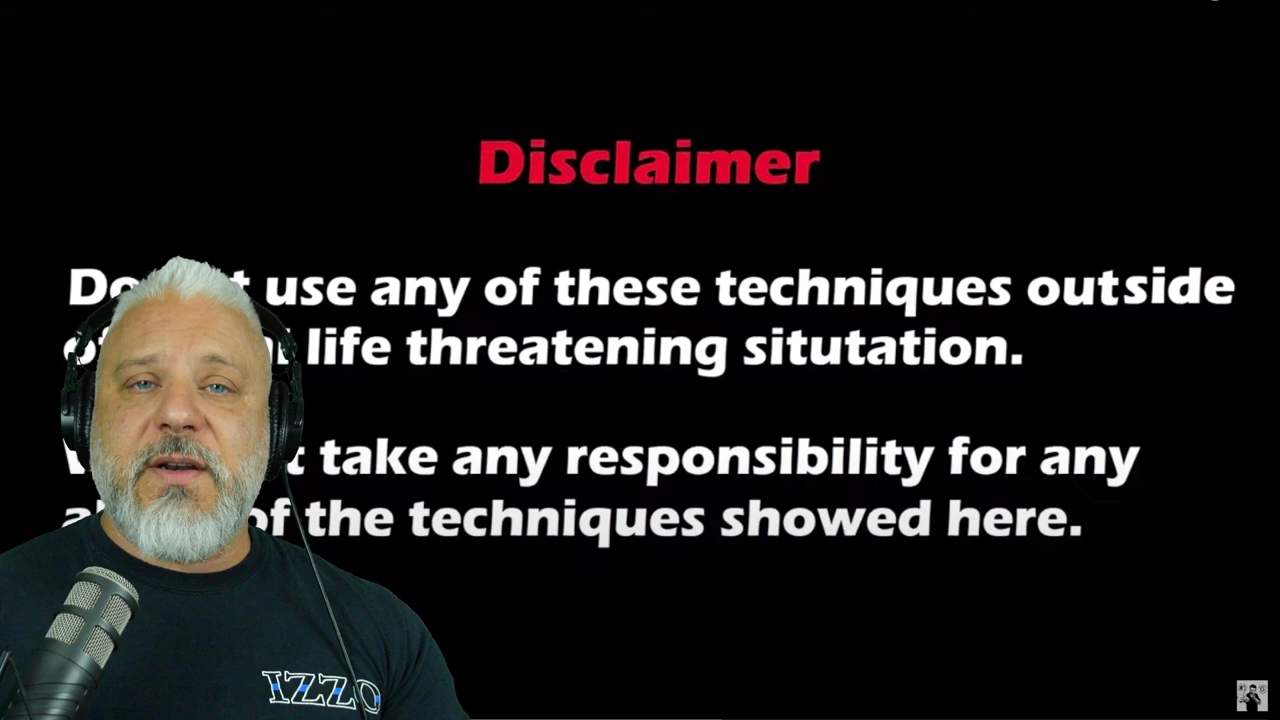 Disclaimer
use any of these techniques outside
life threatening situtation.
take any responsibility for any
of the techniques showed here.
IZZO